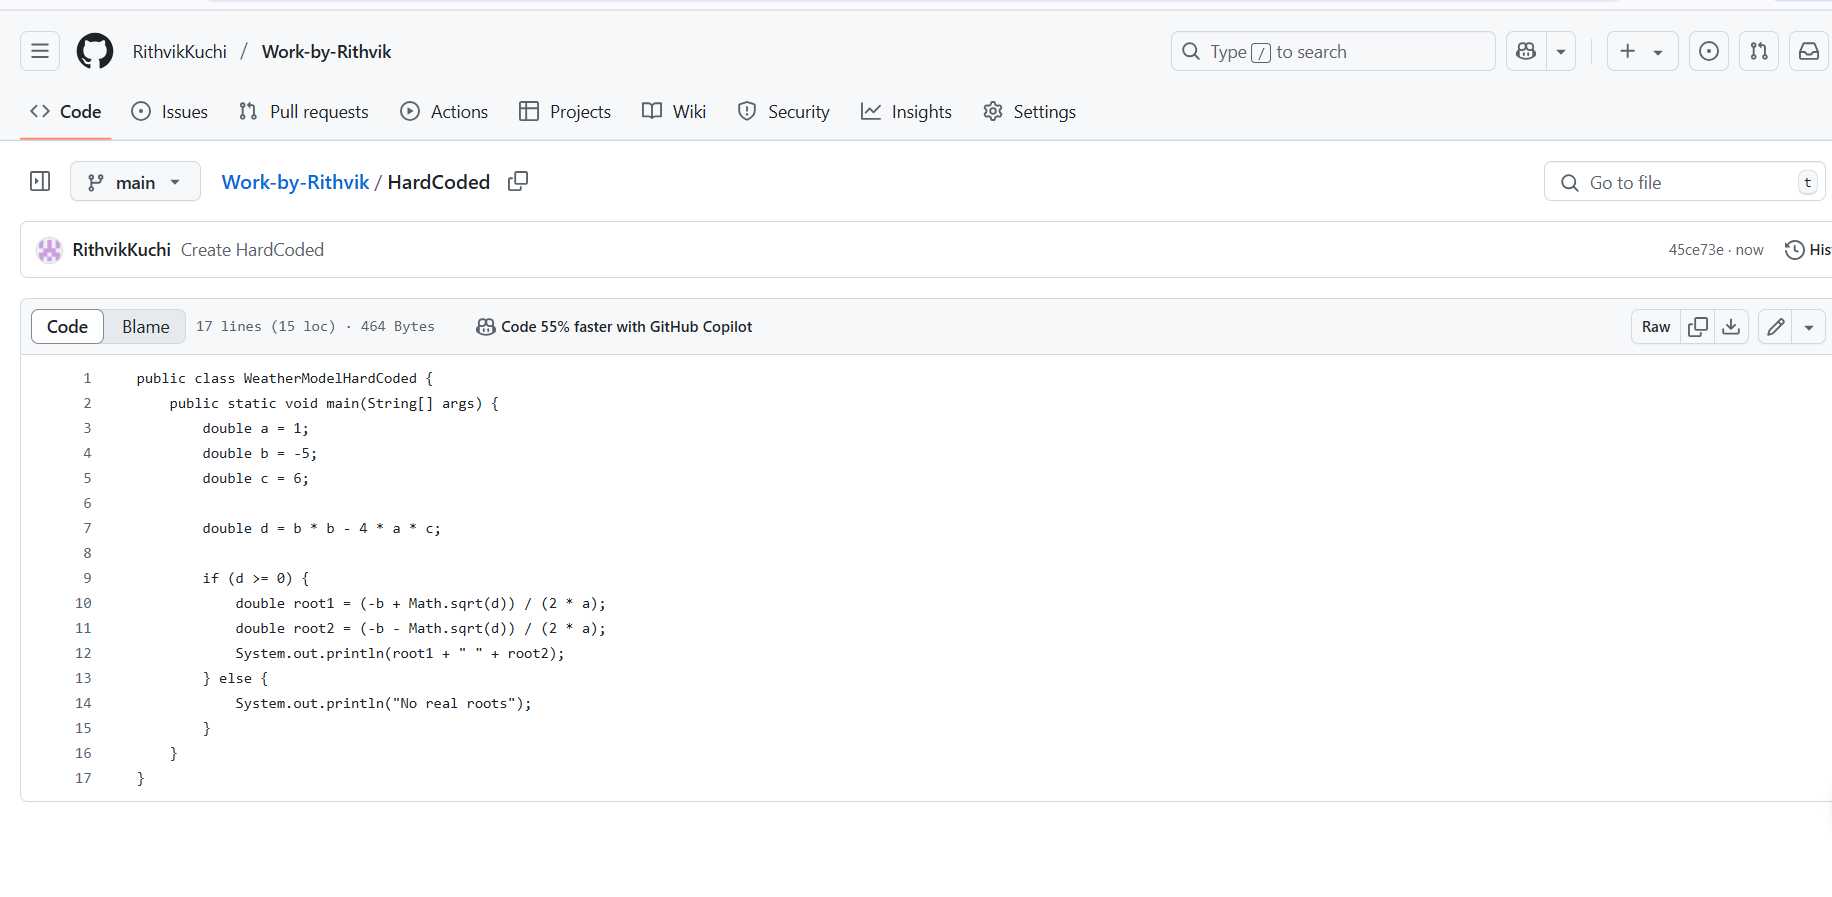 RithvikKuchi / Work-by-Rithvik Type / to search
Code Issues Pull requests Actions Projects Wiki Security Insights Settings
main Work-by-Rithvik / HardCoded Go to file t
RithvikKuchi Create HardCoded 45ce73e · now His
Code Blame 17 lines (15 loc) · 464 Bytes Code 55% faster with GitHub Copilot Raw
1 public class WeatherModelHardCoded {
2     public static void main(String[] args) {
3         double a = 1;
4         double b = -5;
5         double c = 6;
6
7         double d = b * b - 4 * a * c;
8
9         if (d >= 0) {
10             double root1 = (-b + Math.sqrt(d)) / (2 * a);
11             double root2 = (-b - Math.sqrt(d)) / (2 * a);
12             System.out.println(root1 + " " + root2);
13         } else {
14             System.out.println("No real roots");
15         }
16     }
17 }